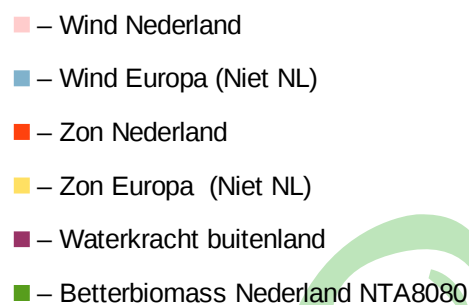 – Wind Nederland
– Wind Europa (Niet NL)
– Zon Nederland
– Zon Europa (Niet NL)
– Waterkracht buitenland
– Betterbiomass Nederland NTA8080